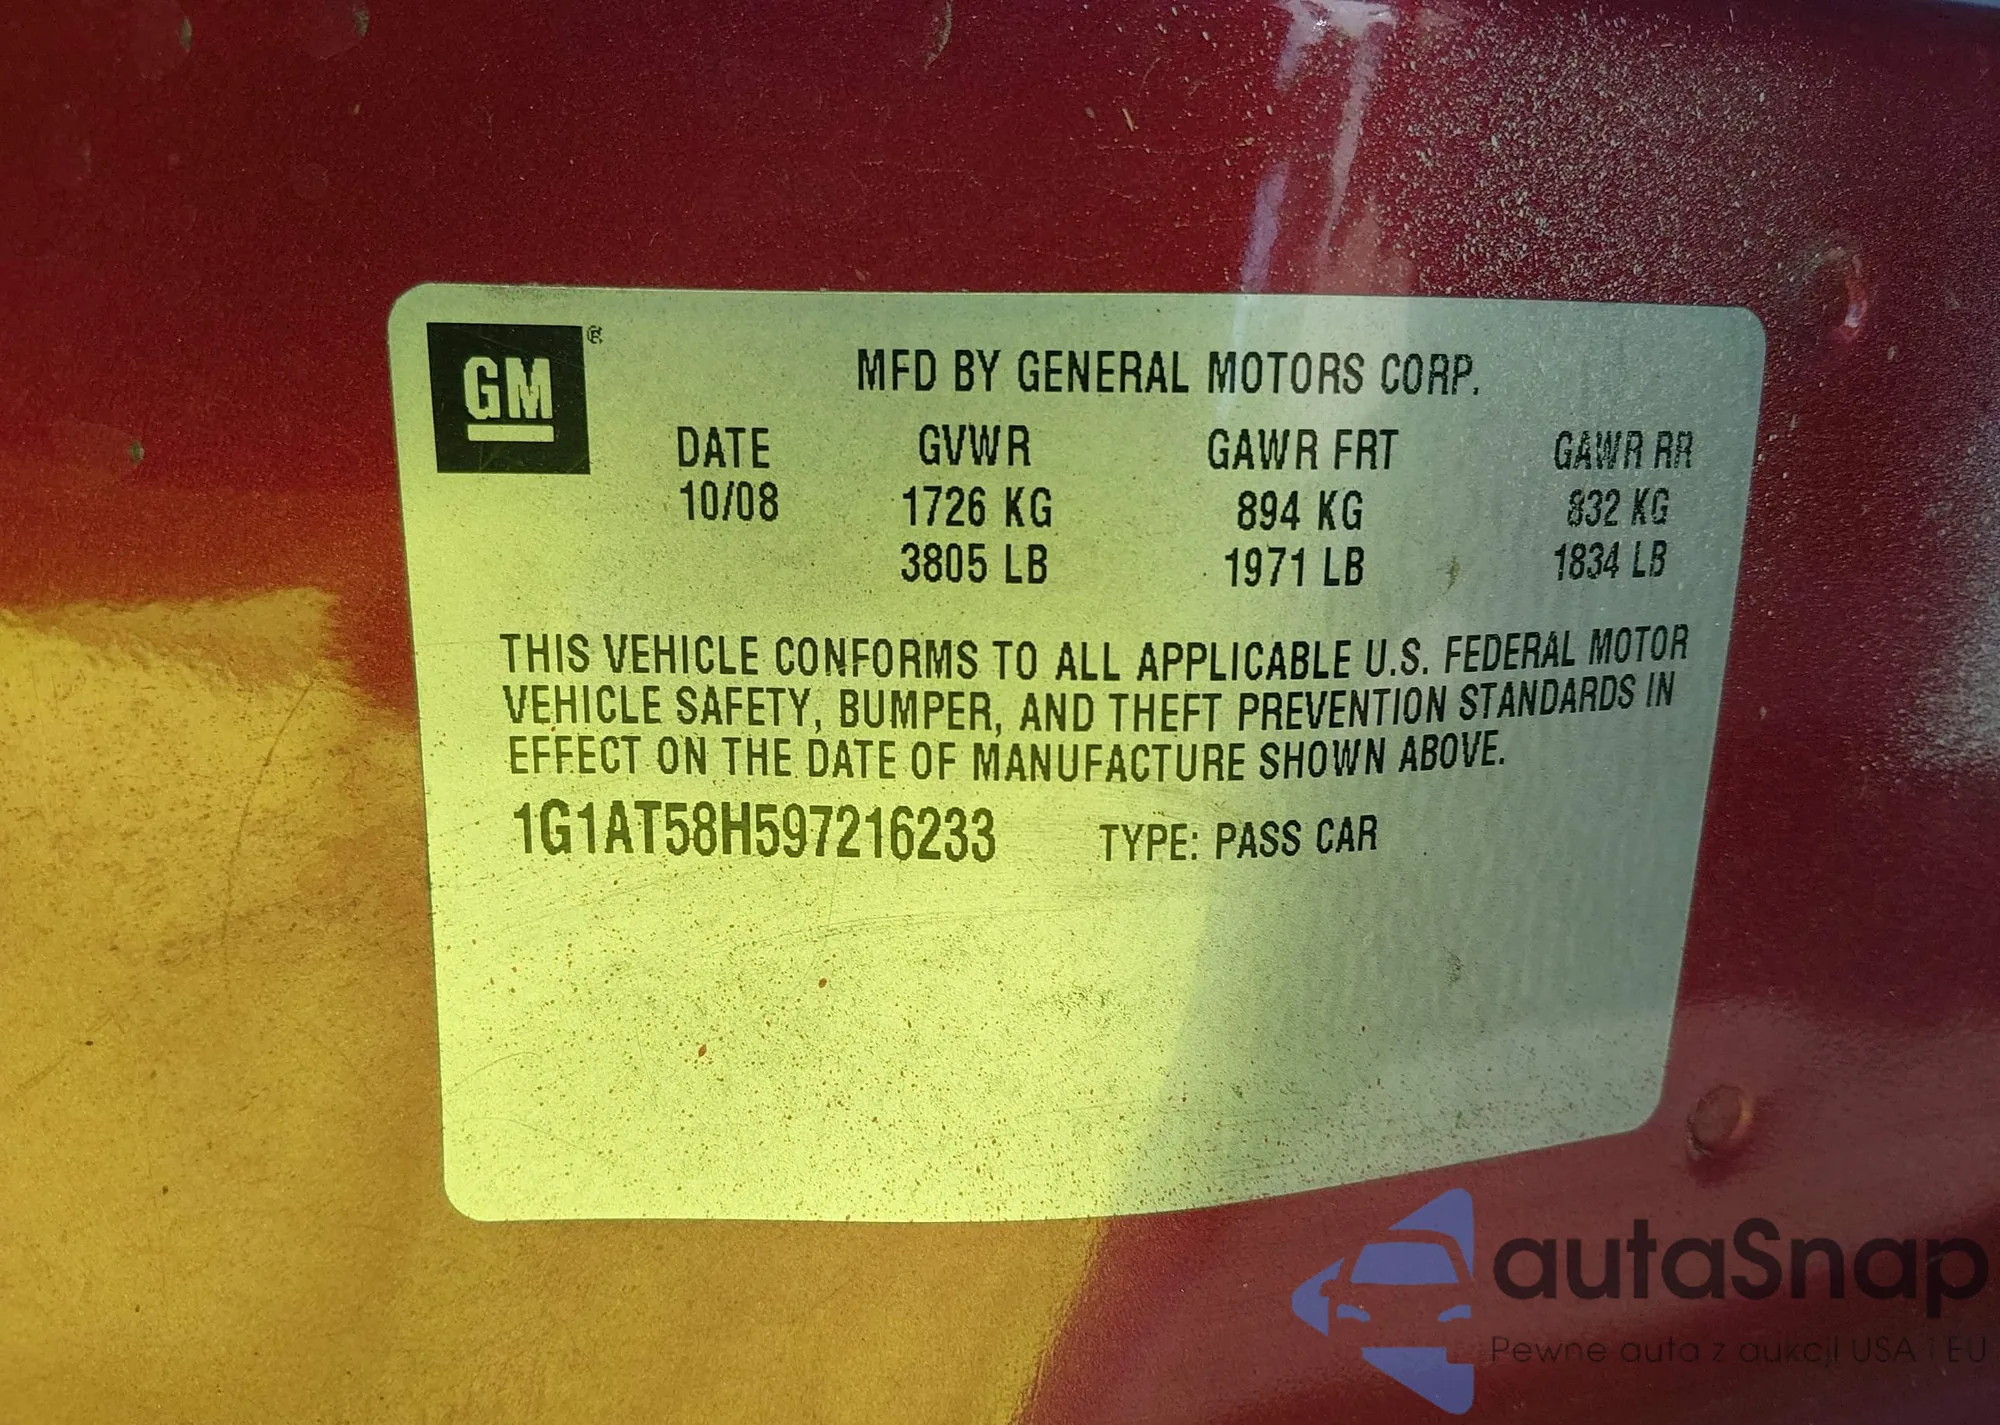 GM ®
MFD BY GENERAL MOTORS CORP.
DATE GVWR GAWR FRT GAWR RR
10/08 1726 KG 894 KG 832 KG
3805 LB 1971 LB 1834 LB
THIS VEHICLE CONFORMS TO ALL APPLICABLE U.S. FEDERAL MOTOR
VEHICLE SAFETY, BUMPER, AND THEFT PREVENTION STANDARDS IN
EFFECT ON THE DATE OF MANUFACTURE SHOWN ABOVE.
1G1AT58H597216233 TYPE: PASS CAR
autaSnap
Pewne auta z aukcji USA i EU